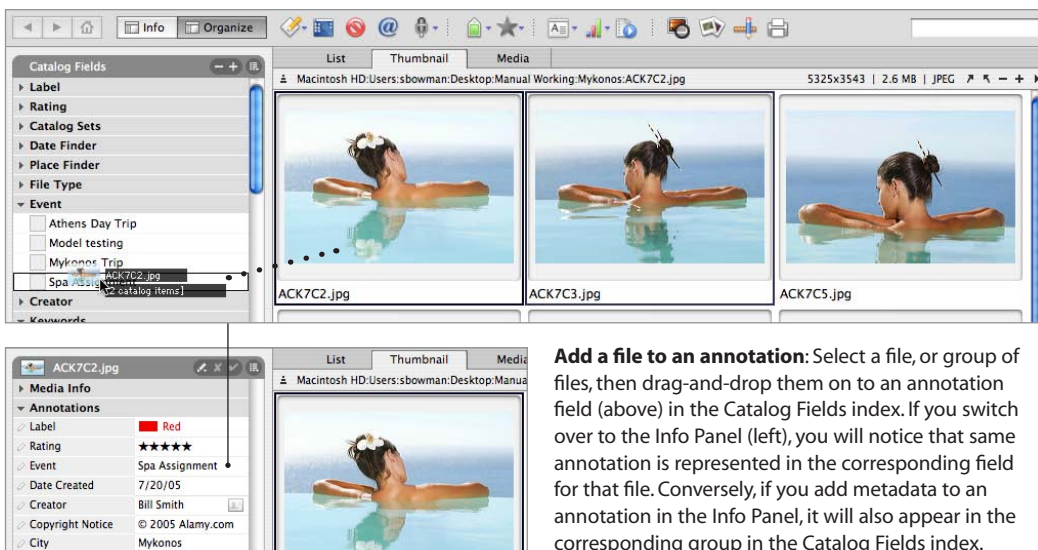 Info Organize
List Thumbnail Media
Catalog Fields
Macintosh HD:Users:sbowman:Desktop:Manual Working:Mykonos:ACK7C2.jpg 5325x3543 | 2.6 MB | JPEG
Label
Rating
Catalog Sets
Date Finder
Place Finder
File Type
Event
Athens Day Trip
Model testing
Mykonos Trip
ACK7C2.jpg
Spa Assignment
[2 catalog items]
Creator
Keywords
ACK7C2.jpg ACK7C3.jpg ACK7C5.jpg
ACK7C2.jpg
List Thumbnail Media
Macintosh HD:Users:sbowman:Desktop:Manua
Media Info
Annotations
Label Red
Rating ★★★★★
Event Spa Assignment
Date Created 7/20/05
Creator Bill Smith
Copyright Notice © 2005 Alamy.com
City Mykonos
Add a file to an annotation: Select a file, or group of
files, then drag-and-drop them on to an annotation
field (above) in the Catalog Fields index. If you switch
over to the Info Panel (left), you will notice that same
annotation is represented in the corresponding field
for that file. Conversely, if you add metadata to an
annotation in the Info Panel, it will also appear in the
corresponding group in the Catalog Fields index.